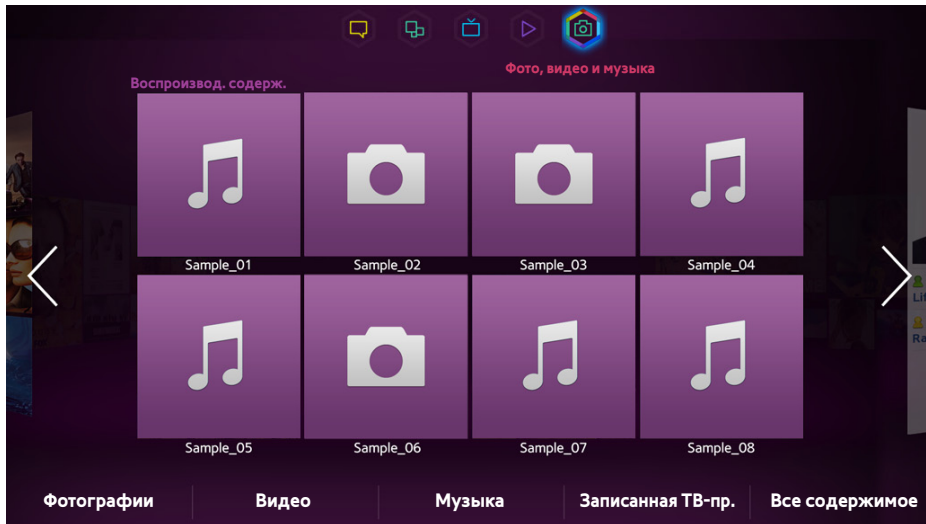 Фото, видео и музыка
Воспроизвод. содерж.
Sample_01 Sample_02 Sample_03 Sample_04
Sample_05 Sample_06 Sample_07 Sample_08
Фотографии Видео Музыка Записанная ТВ-пр. Все содержимое